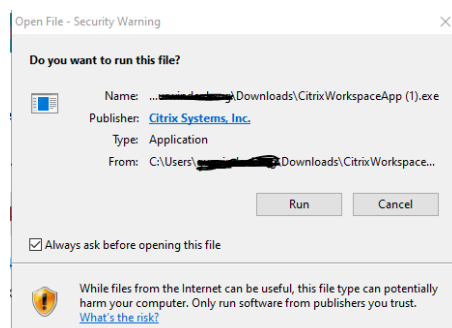 Open File - Security Warning
Do you want to run this file?
Name: ...\Downloads\CitrixWorkspaceApp (1).exe
Publisher: Citrix Systems, Inc.
Type: Application
From: C:\Users\ \Downloads\CitrixWorkspace...
Run Cancel
Always ask before opening this file
While files from the Internet can be useful, this file type can potentially
harm your computer. Only run software from publishers you trust.
What's the risk?